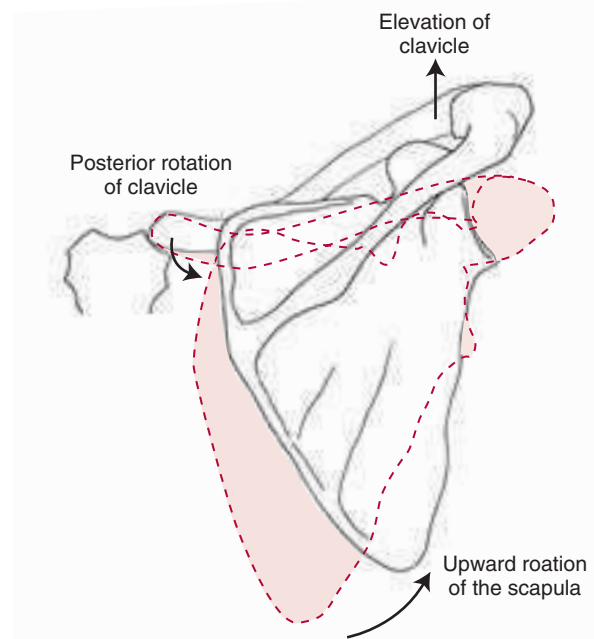 Elevation of
clavicle
Posterior rotation
of clavicle
Upward roation
of the scapula